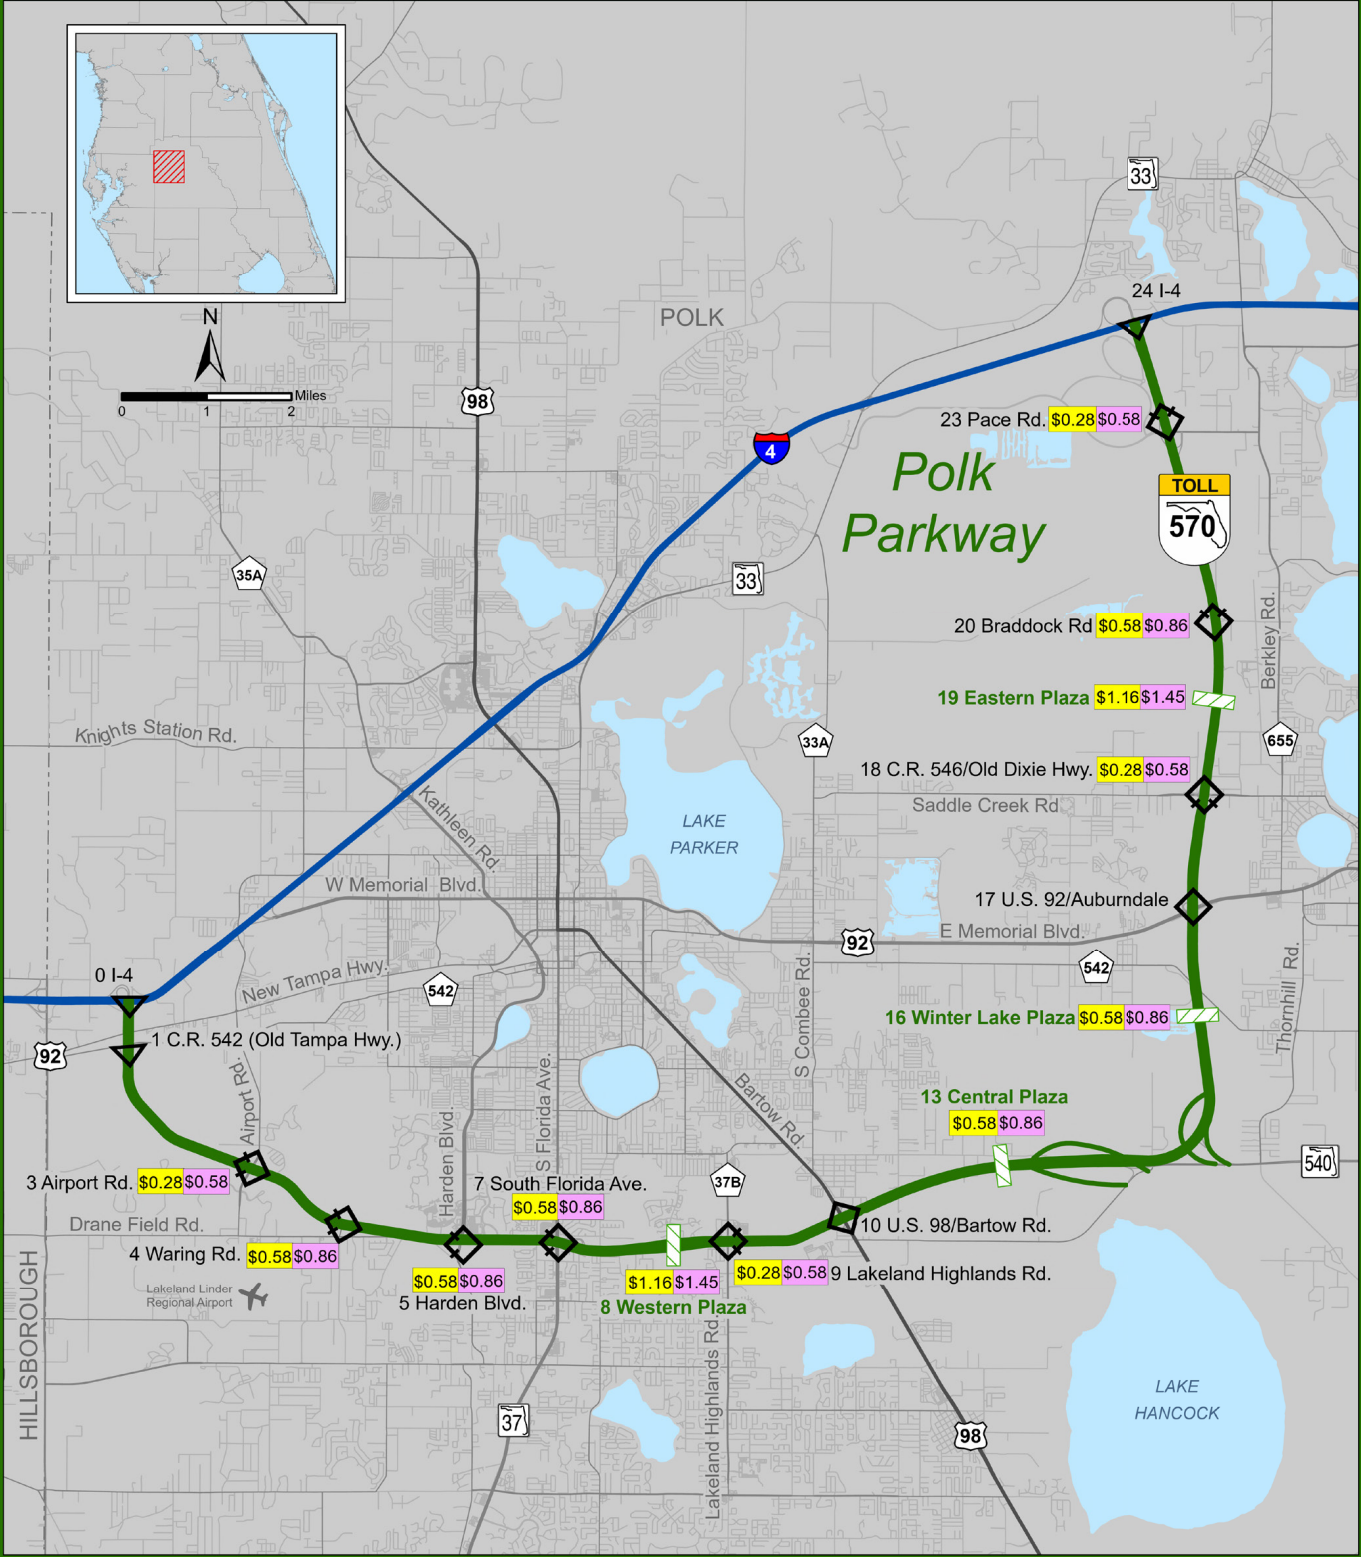 33
24 I-4
N
POLK
Miles
0 1 2
98
23 Pace Rd. $0.28 $0.58
4
Polk
Parkway
TOLL
570
35A
33
20 Braddock Rd $0.58 $0.86
Berkley Rd.
19 Eastern Plaza $1.16 $1.45
Knights Station Rd.
33A
655
18 C.R. 546/Old Dixie Hwy. $0.28 $0.58
Saddle Creek Rd
Kathleen Rd.
LAKE
PARKER
W Memorial Blvd.
17 U.S. 92/Auburndale
E Memorial Blvd.
92
0 I-4
New Tampa Hwy.
542
542
Thornhill Rd.
S Combee Rd.
16 Winter Lake Plaza $0.58 $0.86
1 C.R. 542 (Old Tampa Hwy.)
92
Airport Rd.
S Florida Ave.
Bartow Rd.
13 Central Plaza
$0.58 $0.86
Harden Blvd.
540
3 Airport Rd. $0.28 $0.58
7 South Florida Ave.
$0.58 $0.86
37B
Drane Field Rd.
10 U.S. 98/Bartow Rd.
4 Waring Rd. $0.58 $0.86
$0.58 $0.86
5 Harden Blvd.
$1.16 $1.45
8 Western Plaza
$0.28 $0.58 9 Lakeland Highlands Rd.
Lakeland Linder
Regional Airport
HILLSBOROUGH
Lakeland Highlands Rd.
LAKE
HANCOCK
37
98